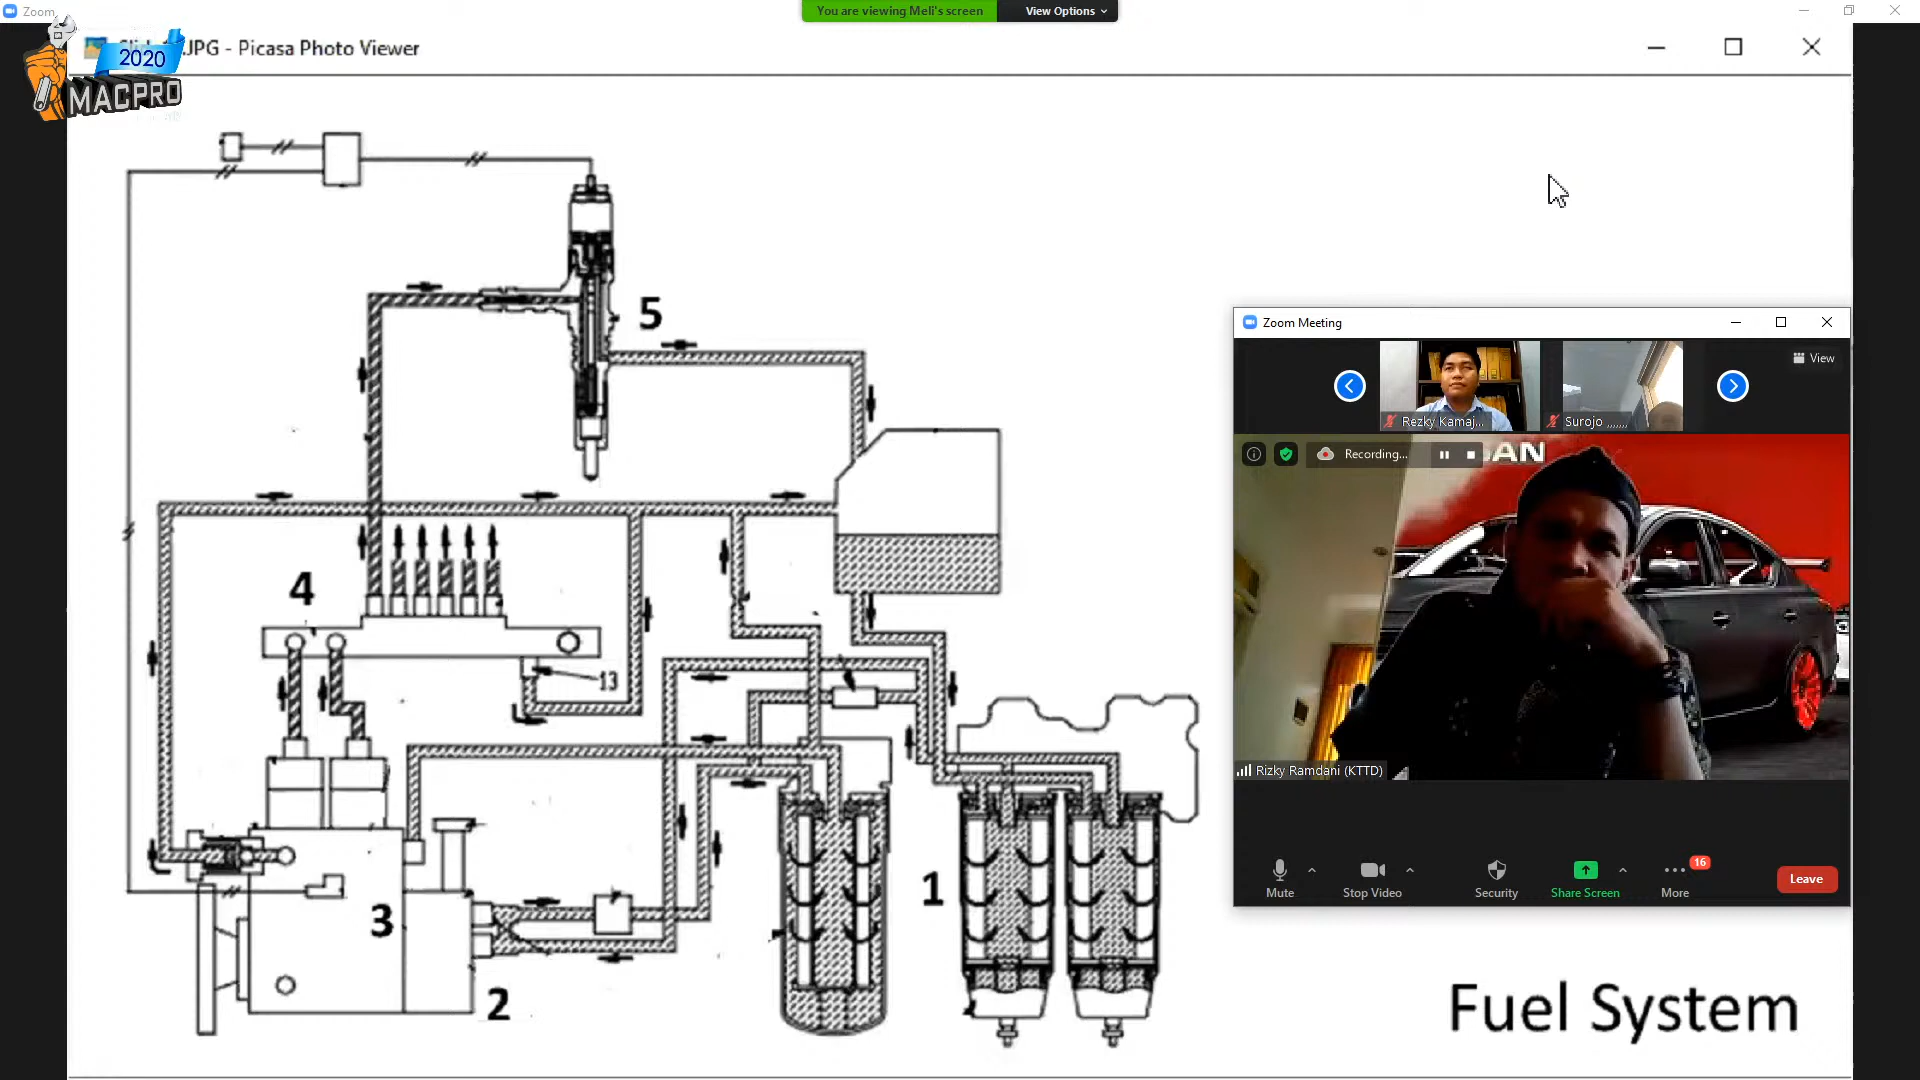 Zoom
You are viewing Meli's screen
View Options
.JPG - Picasa Photo Viewer
2020
MACPRO
5
4
13
3
2
1
Fuel System
Zoom Meeting
View
Rezky Kamaj...
Surojo ,,,,,,,
Recording...
Rizky Ramdani (KTTD)
Mute
Stop Video
Security
Share Screen
16
More
Leave